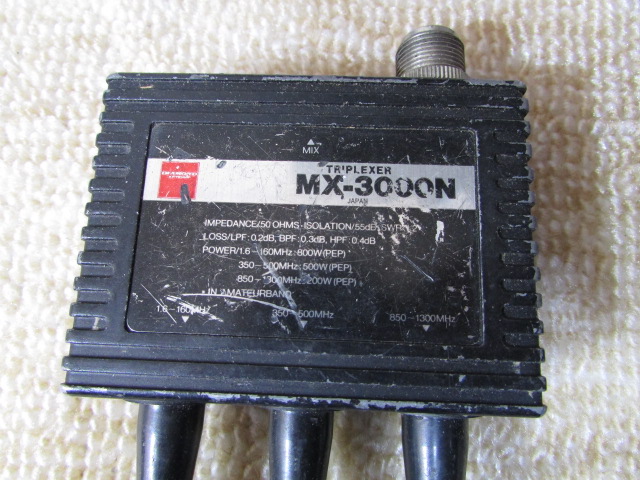 MIX
DIAMOND
ANTENNA
TRIPLEXER
MX-3000N
JAPAN
IMPEDANCE/50 OHMS·ISOLATION/55dB·SWR/
LOSS/LPF: 0.2dB, BPF: 0.3dB, HPF: 0.4dB
POWER/1.6~160MHz: 800W(PEP)*
350~500MHz: 500W(PEP)*
850~1300MHz: 200W(PEP)*
* IN AMATEURBAND
1.6~160MHz 350~500MHz 850~1300MHz